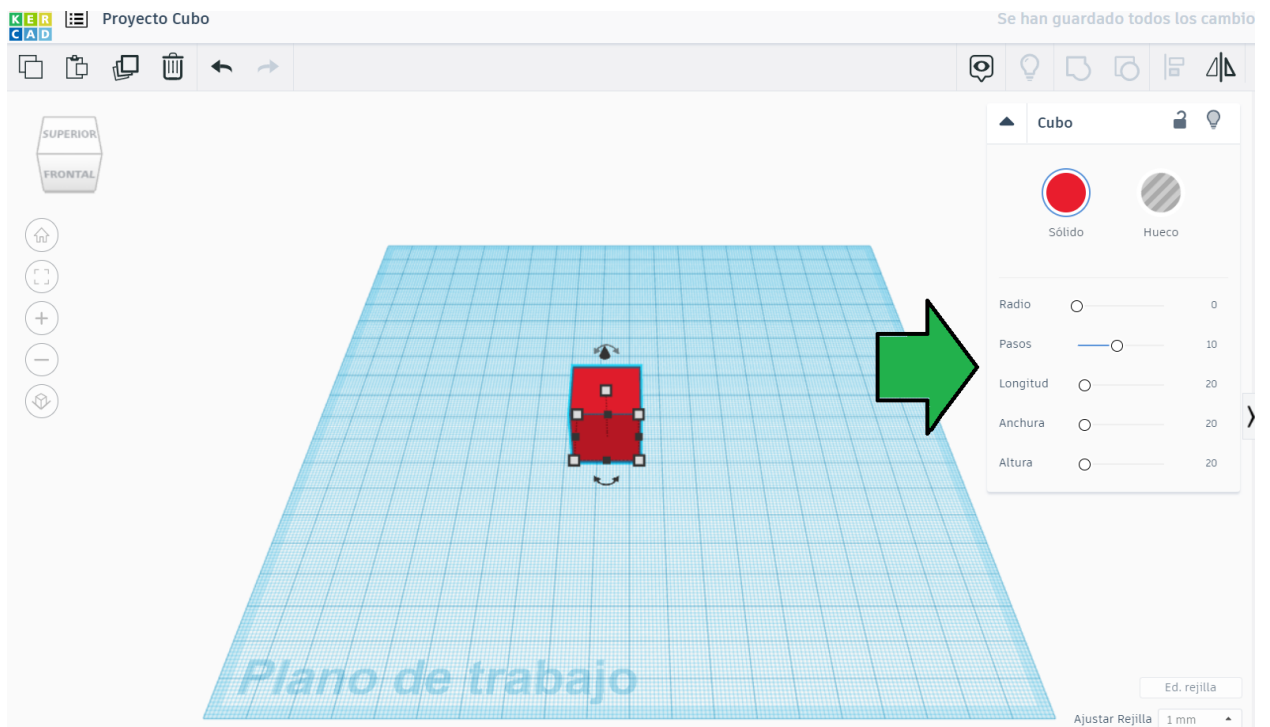 KER
CAD
Proyecto Cubo
Se han guardado todos los cambio
SUPERIOR
FRONTAL
Cubo
Sólido
Hueco
Radio 0
Pasos 10
Longitud 20
Anchura 20
Altura 20
Plano de trabajo
Ed. rejilla
Ajustar Rejilla 1 mm